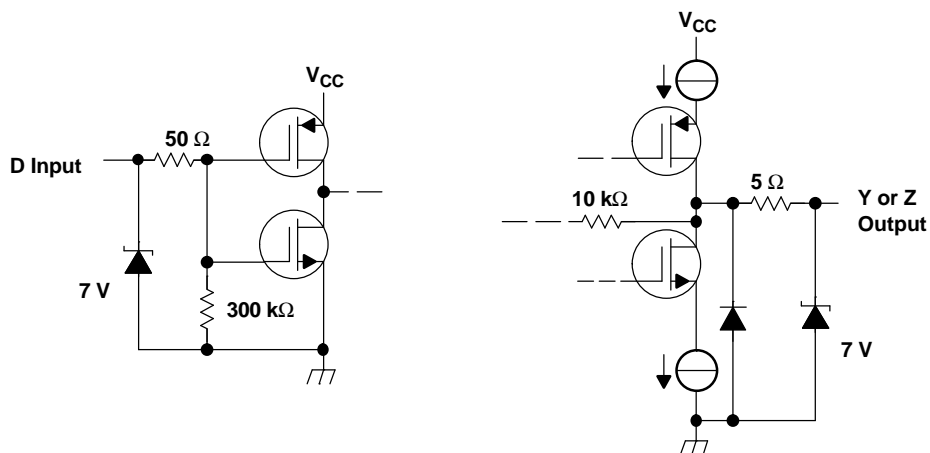 VCC
50 Ω
D Input
7 V
300 kΩ
VCC
10 kΩ
5 Ω
Y or Z
Output
7 V